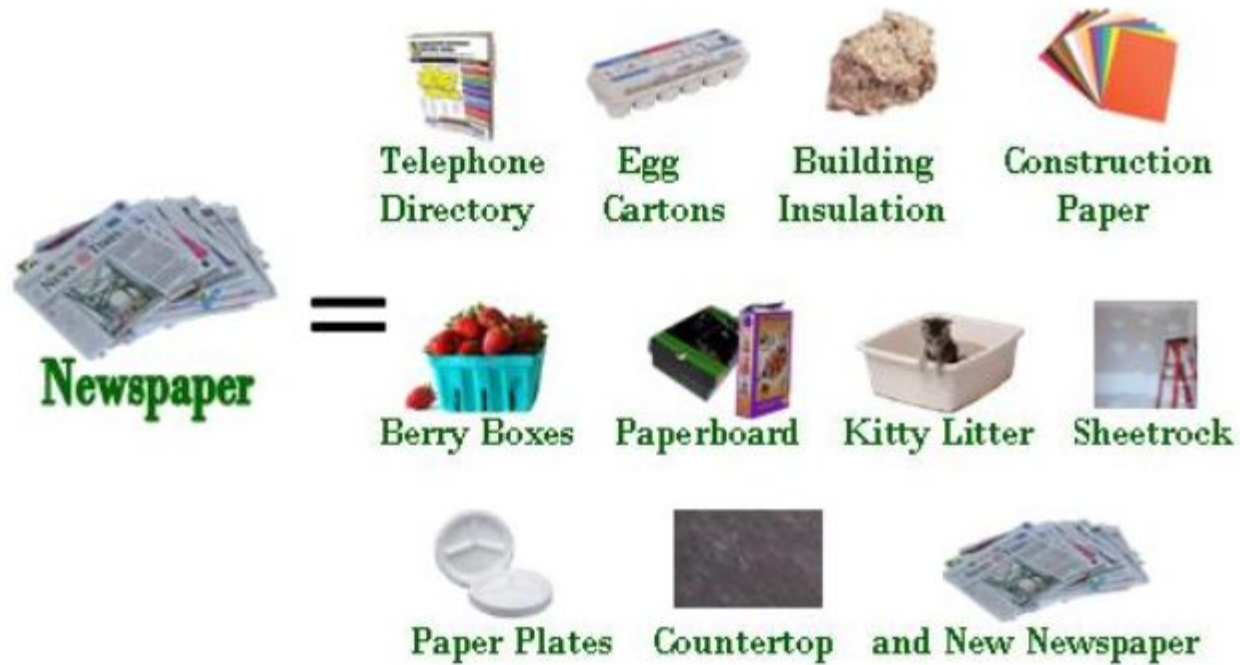 Telephone Directory
Egg Cartons
Building Insulation
Construction Paper
NEWS
Newspaper
=
Berry Boxes
Paperboard
Kitty Litter
Sheetrock
Paper Plates
Countertop
and New Newspaper